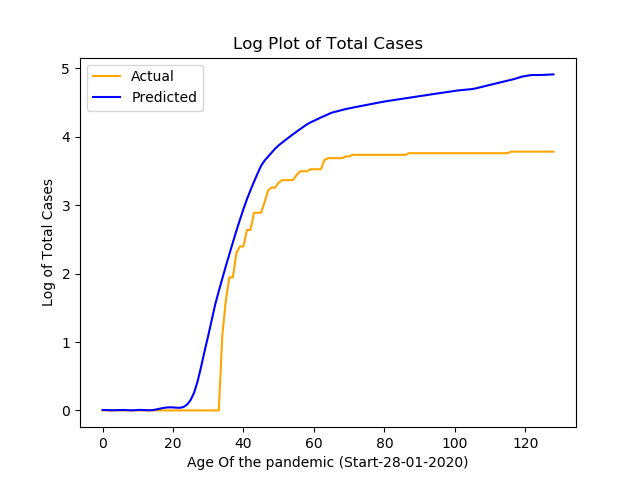 Log Plot of Total Cases
Actual
Predicted
5
4
3
2
1
0
Log of Total Cases
0 20 40 60 80 100 120
Age Of the pandemic (Start-28-01-2020)